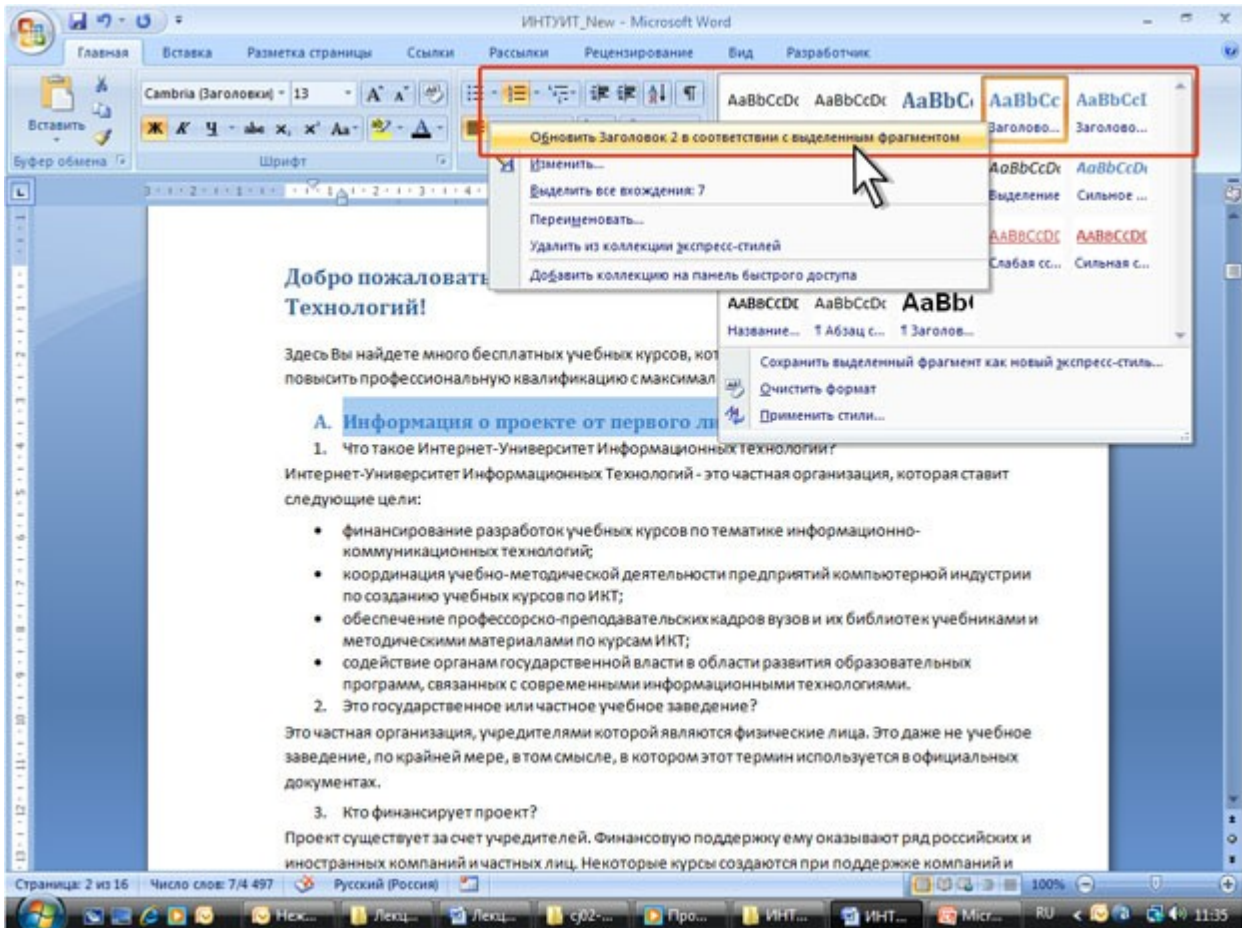 ИНТУИТ_New - Microsoft Word
Главная Вставка Разметка страницы Ссылки Рассылки Рецензирование Вид Разработчик
Вставить
Cambria (Заголовки) 13
Ж К Ч abc x, x' Aa
Буфер обмена Шрифт
AaBbCcDc AaBbCcDc AaBbC AaBbCc AaBbCcI
Заголово... Заголово...
Обновить Заголовок 2 в соответствии с выделенным фрагментом
Изменить...
Выделить все вхождения: 7
Переименовать...
Удалить из коллекции экспресс-стилей
Добавить коллекцию на панель быстрого доступа
AaBbCcDc AaBbCcDc
Выделение Сильное ...
AaBbCcDc AaBbCcDc
Слабая сс... Сильная с...
AaBbCcDc AaBbCcDc AaBb
Название... ¶ Абзац с... ¶ Заголов...
Сохранить выделенный фрагмент как новый экспресс-стиль...
Очистить формат
Применить стили...
Добро пожаловать
Технологий!
Здесь Вы найдете много бесплатных учебных курсов,
повысить профессиональную квалификацию с
A. Информация о проекте от первого
1. Что такое Интернет-Университет Информационных Технологий?
Интернет-Университет Информационных Технологий - это частная организация, которая ставит
следующие цели:
• финансирование разработок учебных курсов по тематике информационно-
коммуникационных технологий;
• координация учебно-методической деятельности предприятий компьютерной индустрии
по созданию учебных курсов по ИКТ;
• обеспечение профессорско-преподавательских кадров вузов и их библиотек учебниками и
методическими материалами по курсам ИКТ;
• содействие органам государственной власти в области развития образовательных
программ, связанных с современными информационными технологиями.
2. Это государственное или частное учебное заведение?
Это частная организация, учредителями которой являются физические лица. Это даже не учебное
заведение, по крайней мере, в том смысле, в котором этот термин используется в официальных
документах.
3. Кто финансирует проект?
Проект существует за счет учредителей. Финансовую поддержку ему оказывают ряд российских и
иностранных компаний и частных лиц. Некоторые курсы создаются при поддержке компаний и
Страница: 2 из 16 Число слов: 7/4 497 Русский (Россия) 100%
Неж... Лекц... Лекц... cj02-... Про... ИНТ... ИНТ... Micr... RU 11:35